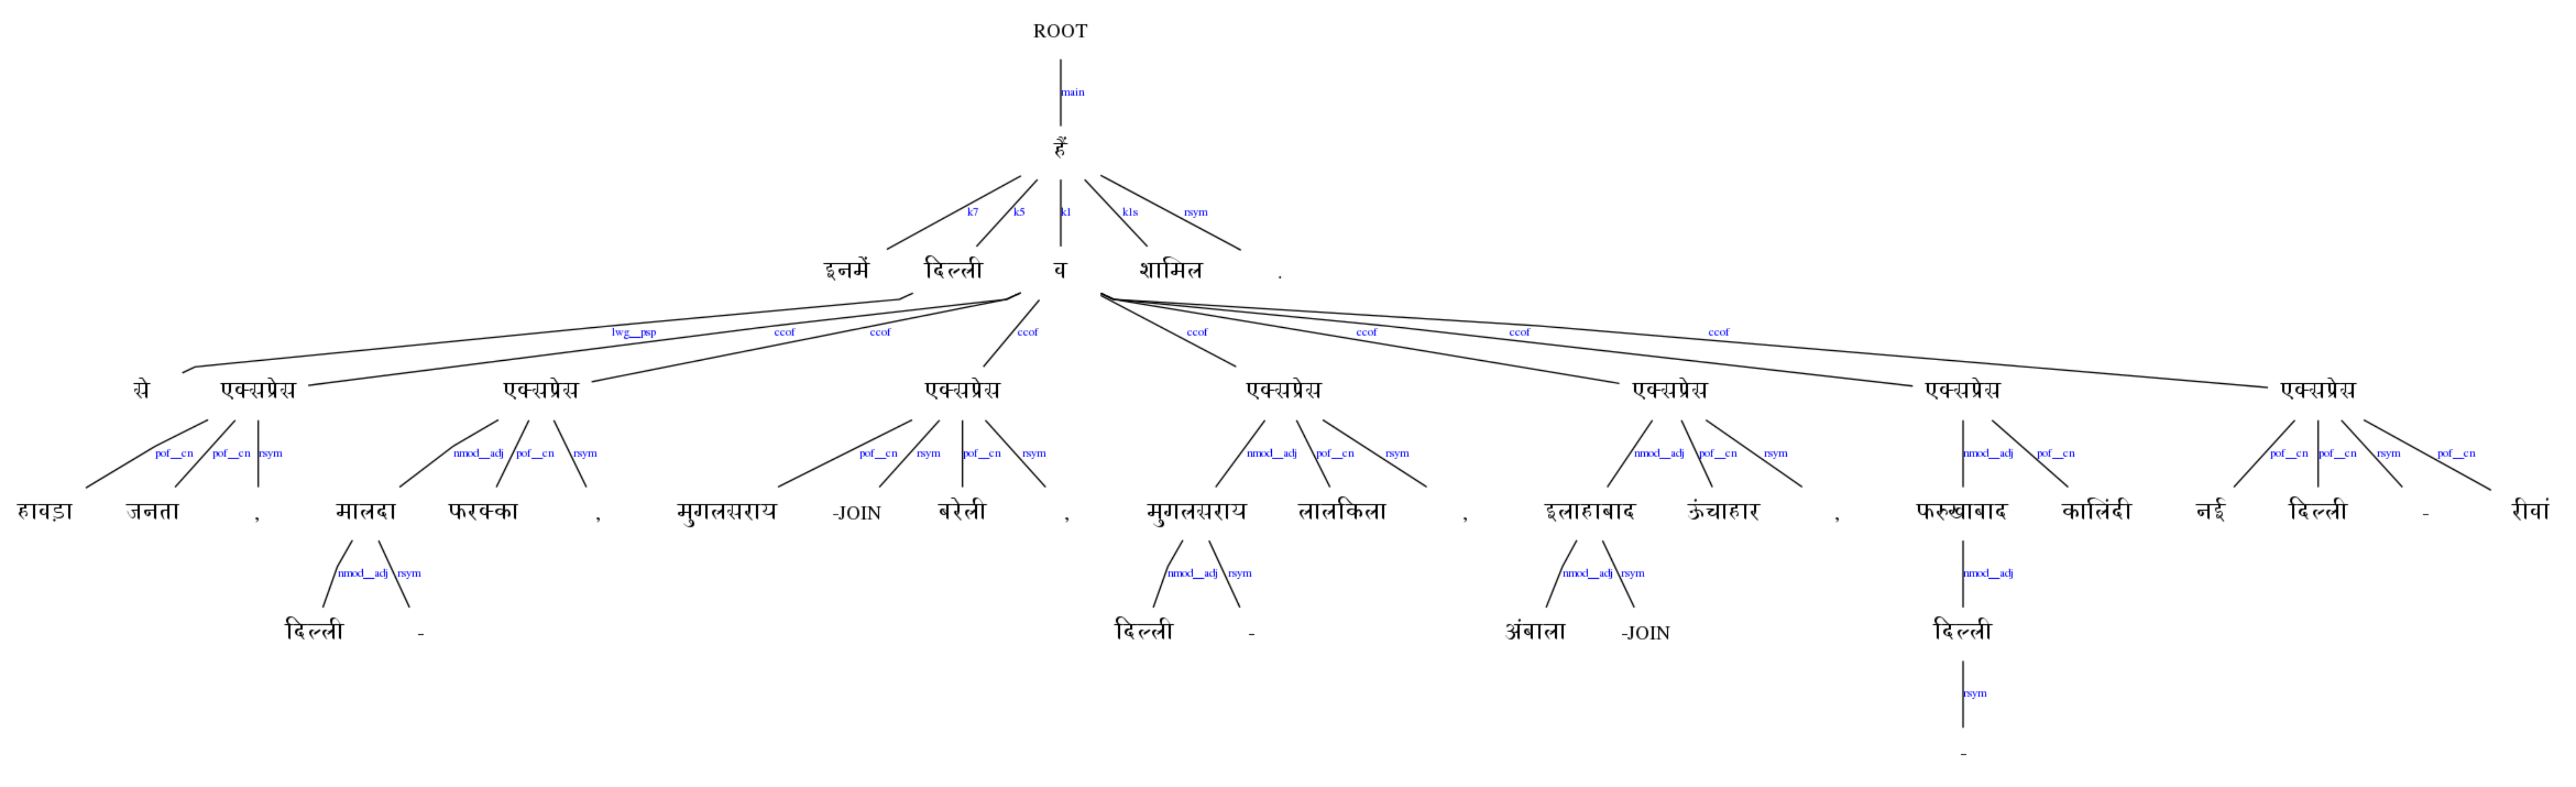 ROOT
main
हैं
k7 k5 k1 k1s rsym
इनमें दिल्ली व शामिल .
lwg__psp ccof ccof ccof ccof ccof ccof ccof
से एक्सप्रेस एक्सप्रेस एक्सप्रेस एक्सप्रेस एक्सप्रेस एक्सप्रेस एक्सप्रेस
pof__cn pof__cn rsym nmod__adj pof__cn rsym pof__cn rsym pof__cn rsym nmod__adj pof__cn rsym nmod__adj pof__cn rsym nmod__adj pof__cn pof__cn pof__cn rsym pof__cn
हावड़ा जनता , मालदा फरक्का , मुगलसराय -JOIN बरेली , मुगलसराय लालकिला , इलाहाबाद ऊंचाहार , फरुखाबाद कालिंदी नई दिल्ली - रीवां
nmod__adj rsym nmod__adj rsym nmod__adj rsym nmod__adj
दिल्ली - दिल्ली - अंबाला -JOIN दिल्ली
rsym
-